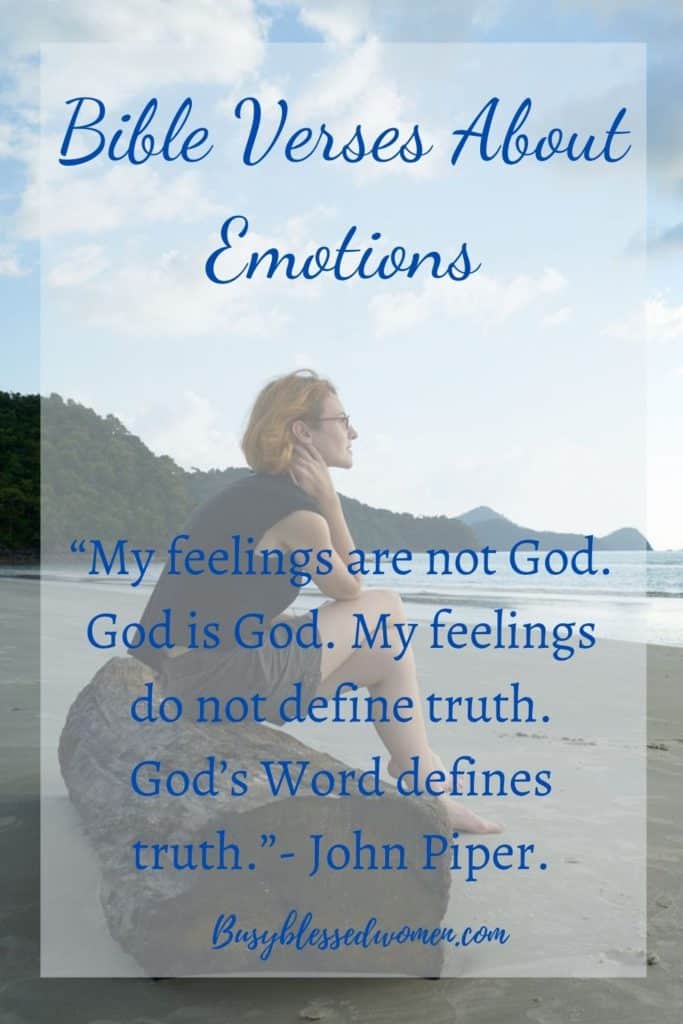 Bible Verses About
Emotions
“My feelings are not God.
God is God. My feelings
do not define truth.
God’s Word defines
truth.”- John Piper.
Busyblessedwomen.com